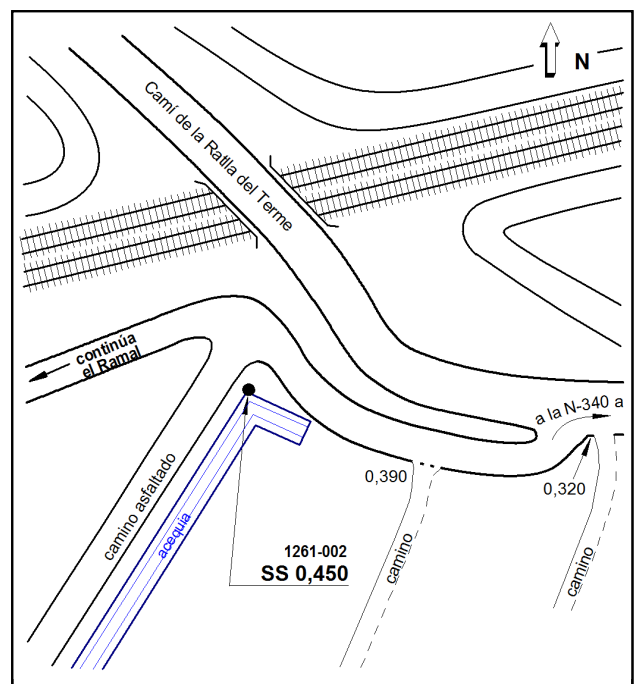 N
Camí de la Ratlla del Terme
continúa
el Ramal
a la N-340 a
0,390
0,320
camino asfaltado
acequia
1261-002
SS 0,450
camino
camino